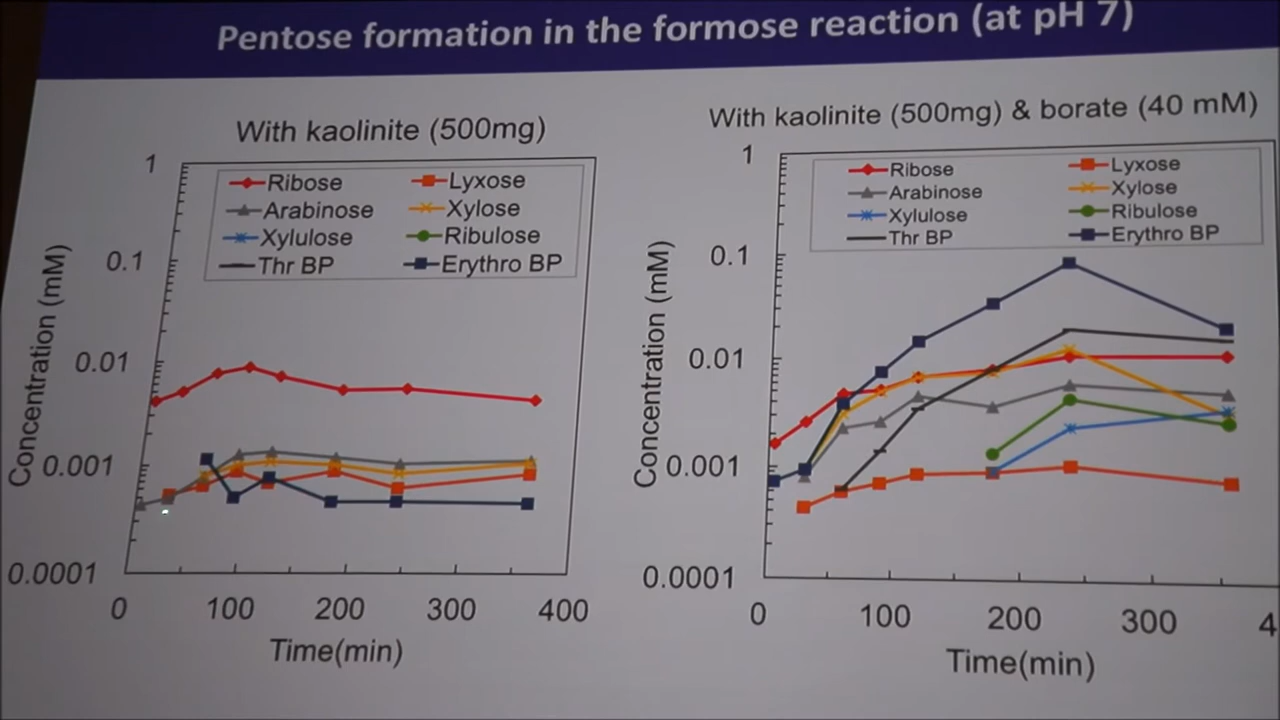 Pentose formation in the formose reaction (at pH 7)
With kaolinite (500mg)
1
0.1
0.01
0.001
0.0001
Concentration (mM)
Ribose
Lyxose
Arabinose
Xylose
Xylulose
Ribulose
Thr BP
Erythro BP
0
100
200
300
400
Time(min)
With kaolinite (500mg) & borate (40 mM)
1
0.1
0.01
0.001
0.0001
Concentration (mM)
Ribose
Lyxose
Arabinose
Xylose
Xylulose
Ribulose
Thr BP
Erythro BP
0
100
200
300
4
Time(min)